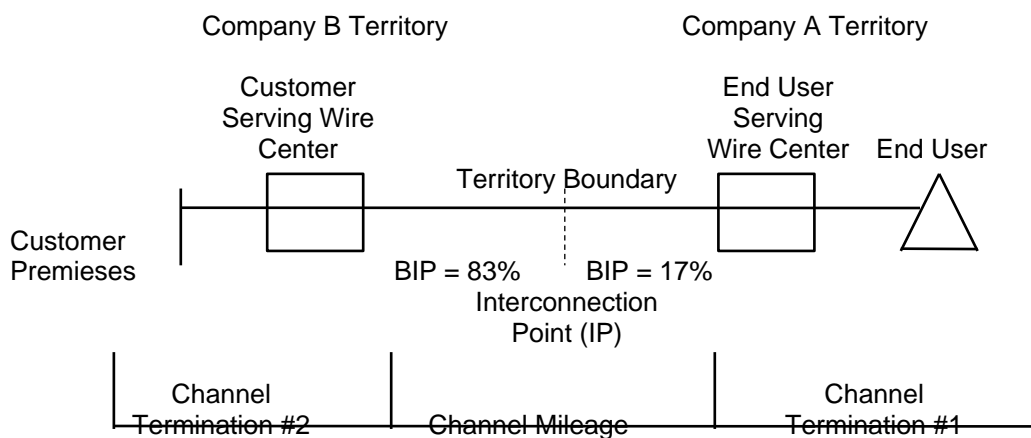 Company B Territory
Company A Territory
Customer
Serving Wire
Center
End User
Serving
Wire Center
End User
Territory Boundary
Customer
Premieses
BIP = 83%
BIP = 17%
Interconnection
Point (IP)
Channel
Termination #2
Channel Mileage
Channel
Termination #1